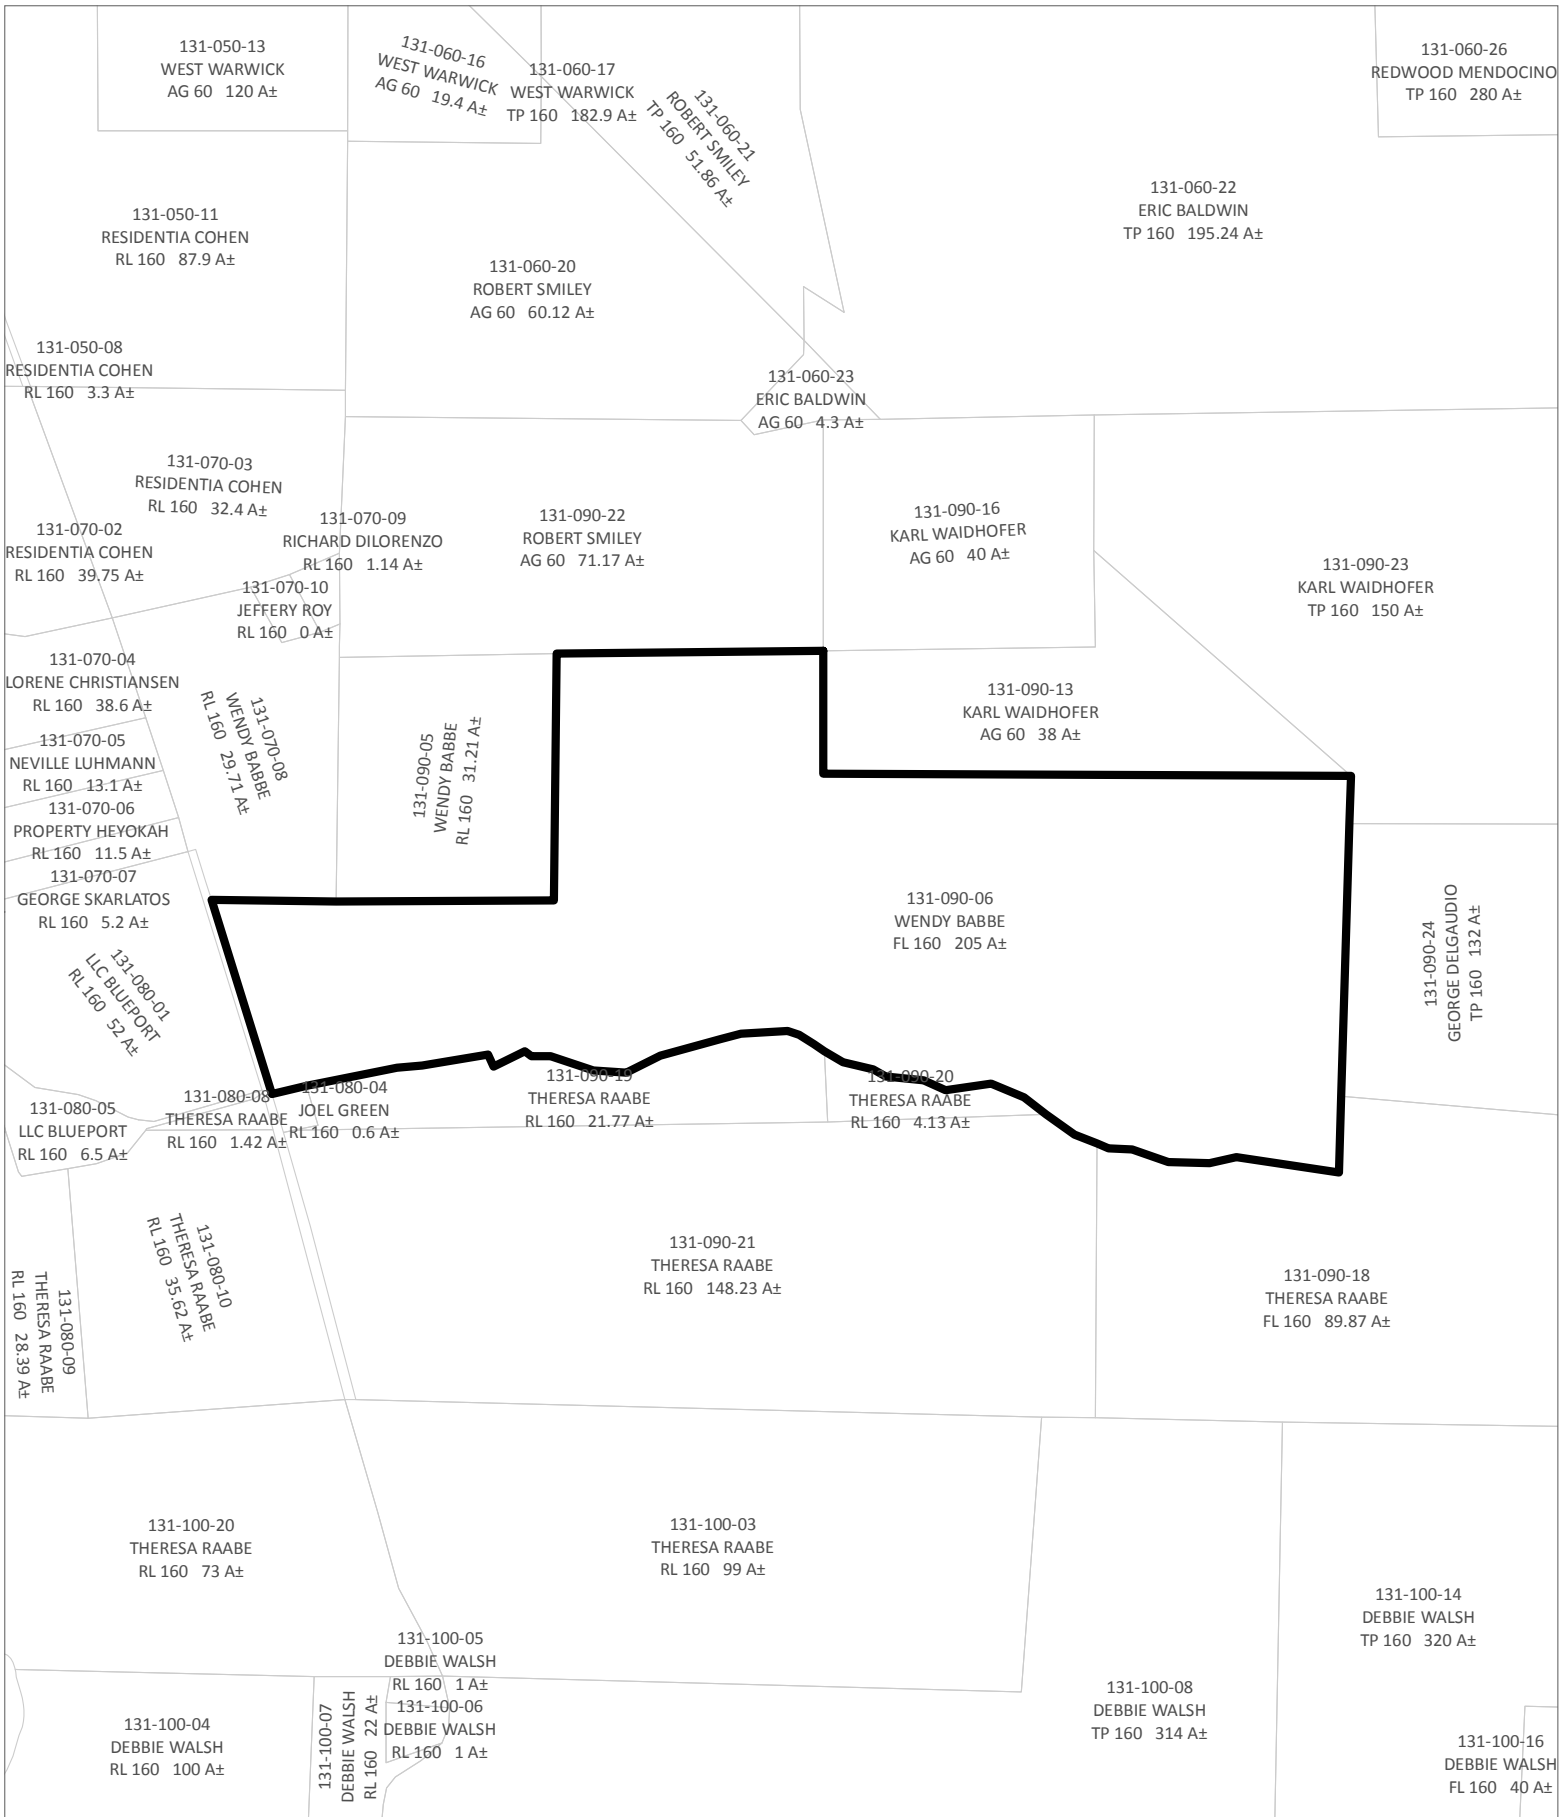 131-050-13
WEST WARWICK
AG 60 120 A±
131-060-16
WEST WARWICK
AG 60 19.4 A±
131-060-17
WEST WARWICK
TP 160 182.9 A±
131-060-21
ROBERT SMILEY
TP 160 51.86 A±
131-060-26
REDWOOD MENDOCINO
TP 160 280 A±
131-050-11
RESIDENTIA COHEN
RL 160 87.9 A±
131-060-22
ERIC BALDWIN
TP 160 195.24 A±
131-060-20
ROBERT SMILEY
AG 60 60.12 A±
131-050-08
RESIDENTIA COHEN
RL 160 3.3 A±
131-060-23
ERIC BALDWIN
AG 60 4.3 A±
131-070-03
RESIDENTIA COHEN
RL 160 32.4 A±
131-070-02
RESIDENTIA COHEN
RL 160 39.75 A±
131-070-09
RICHARD DILORENZO
RL 160 1.14 A±
131-090-22
ROBERT SMILEY
AG 60 71.17 A±
131-090-16
KARL WAIDHOFER
AG 60 40 A±
131-090-23
KARL WAIDHOFER
TP 160 150 A±
131-070-10
JEFFERY ROY
RL 160 0 A±
131-070-04
LORENE CHRISTIANSEN
RL 160 38.6 A±
131-070-08
WENDY BABBE
RL 160 29.71 A±
131-090-05
WENDY BABBE
RL 160 31.21 A±
131-090-13
KARL WAIDHOFER
AG 60 38 A±
131-070-05
NEVILLE LUHMANN
RL 160 13.1 A±
131-070-06
PROPERTY HEYOKAH
RL 160 11.5 A±
131-070-07
GEORGE SKARLATOS
RL 160 5.2 A±
131-090-06
WENDY BABBE
FL 160 205 A±
131-090-24
GEORGE DELGAUDIO
TP 160 132 A±
131-080-01
LLC BLUEPORT
RL 160 52 A±
131-080-05
LLC BLUEPORT
RL 160 6.5 A±
131-080-08
THERESA RAABE
RL 160 1.42 A±
131-080-04
JOEL GREEN
RL 160 0.6 A±
131-090-19
THERESA RAABE
RL 160 21.77 A±
131-090-20
THERESA RAABE
RL 160 4.13 A±
131-080-10
THERESA RAABE
RL 160 35.62 A±
131-080-09
THERESA RAABE
RL 160 28.39 A±
131-090-21
THERESA RAABE
RL 160 148.23 A±
131-090-18
THERESA RAABE
FL 160 89.87 A±
131-100-20
THERESA RAABE
RL 160 73 A±
131-100-03
THERESA RAABE
RL 160 99 A±
131-100-14
DEBBIE WALSH
TP 160 320 A±
131-100-05
DEBBIE WALSH
RL 160 1 A±
131-100-06
DEBBIE WALSH
RL 160 1 A±
131-100-04
DEBBIE WALSH
RL 160 100 A±
131-100-07
DEBBIE WALSH
RL 160 22 A±
131-100-08
DEBBIE WALSH
TP 160 314 A±
131-100-16
DEBBIE WALSH
FL 160 40 A±